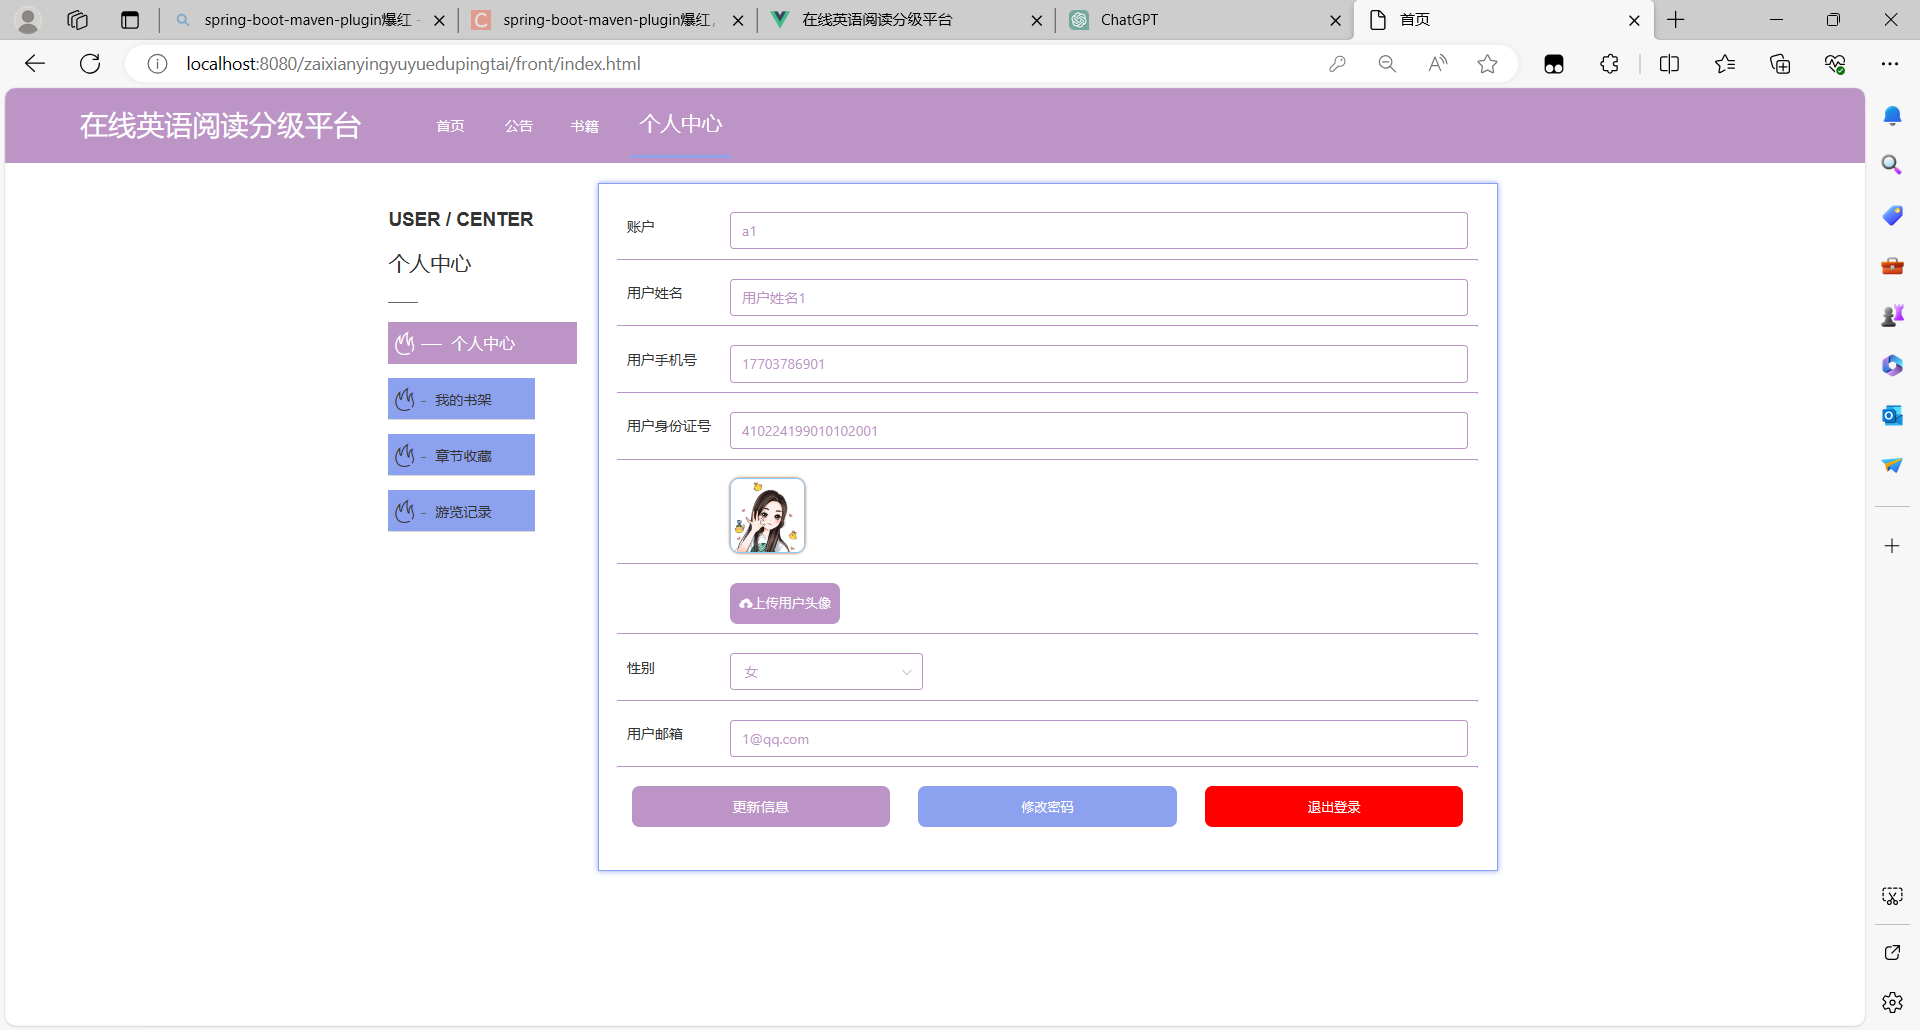 spring-boot-maven-plugin爆红 -
spring-boot-maven-plugin爆红,
在线英语阅读分级平台
ChatGPT
首页
localhost:8080/zaixianyingyuyuedupingtai/front/index.html
在线英语阅读分级平台
首页
公告
书籍
个人中心
USER / CENTER
个人中心
个人中心
- 我的书架
- 章节收藏
- 游览记录
账户
a1
用户姓名
用户姓名1
用户手机号
17703786901
用户身份证号
410224199010102001
上传用户头像
性别
女
用户邮箱
1@qq.com
更新信息
修改密码
退出登录